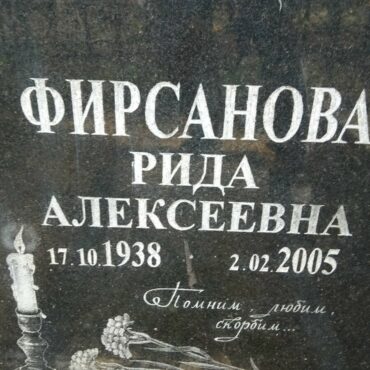 ФИРСАНОВА
РИДА
АЛЕКСЕЕВНА
17.10.1938 2.02.2005
Помним, любим,
скорбим...